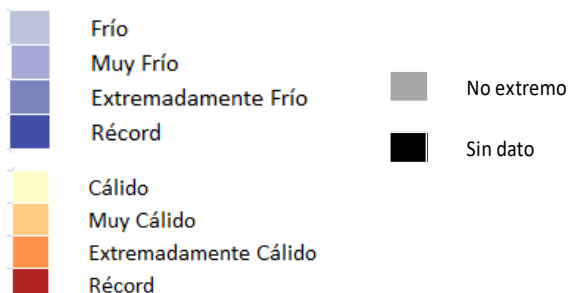 Frío
Muy Frío
Extremadamente Frío
Récord
Cálido
Muy Cálido
Extremadamente Cálido
Récord
No extremo
Sin dato